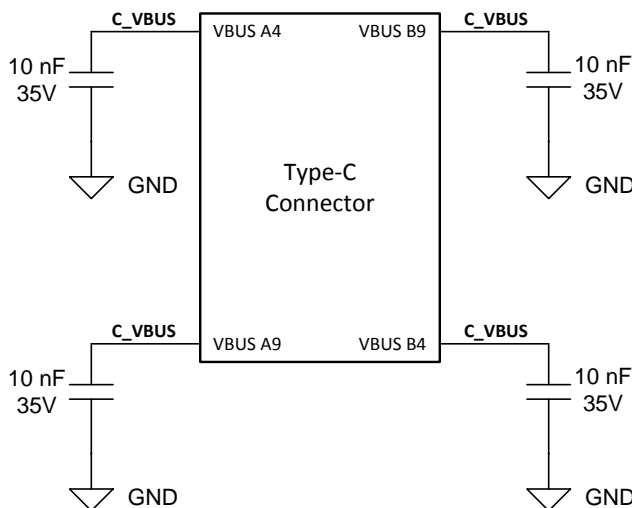 C_VBUS
VBUS A4
VBUS B9
C_VBUS
10 nF
35V
10 nF
35V
GND
Type-C
Connector
GND
C_VBUS
VBUS A9
VBUS B4
C_VBUS
10 nF
35V
10 nF
35V
GND
GND